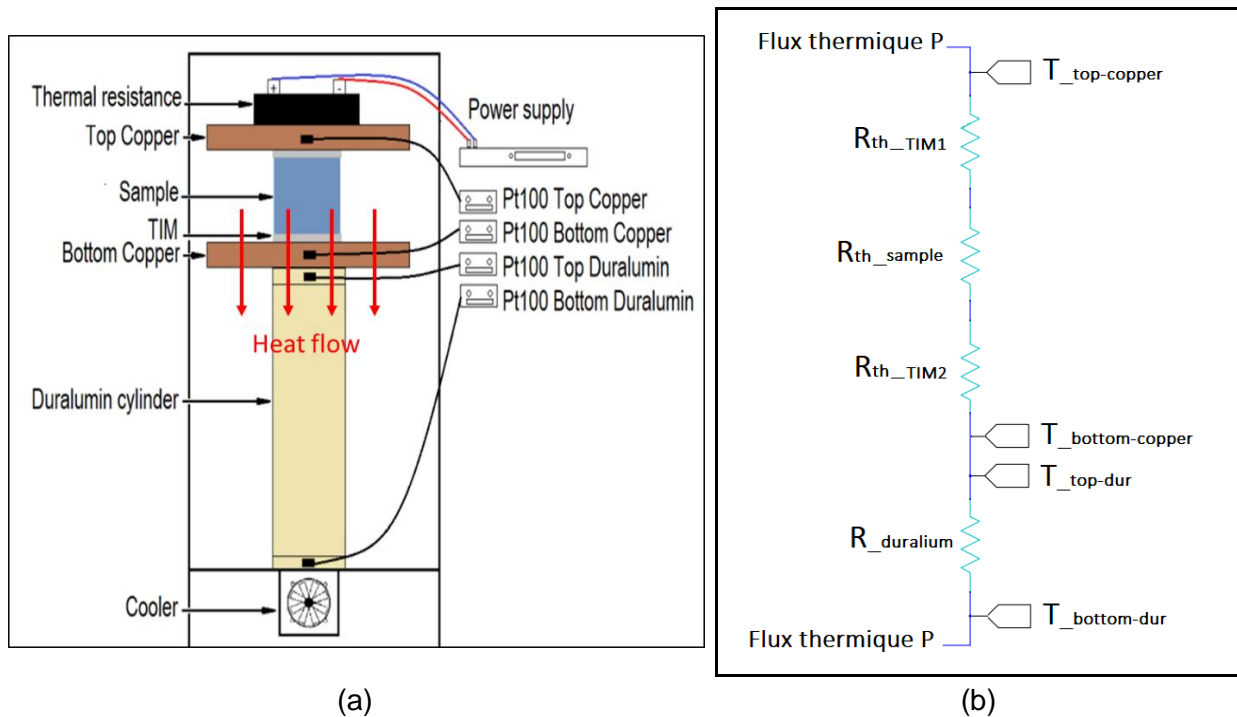 Thermal resistance
Top Copper
Sample
TIM
Bottom Copper
Duralumin cylinder
Cooler
+
-
Power supply
Pt100 Top Copper
Pt100 Bottom Copper
Pt100 Top Duralumin
Pt100 Bottom Duralumin
Heat flow
(a)
Flux thermique P
T_top-copper
Rth_TIM1
Rth_sample
Rth_TIM2
T_bottom-copper
T_top-dur
R_duralium
T_bottom-dur
Flux thermique P
(b)